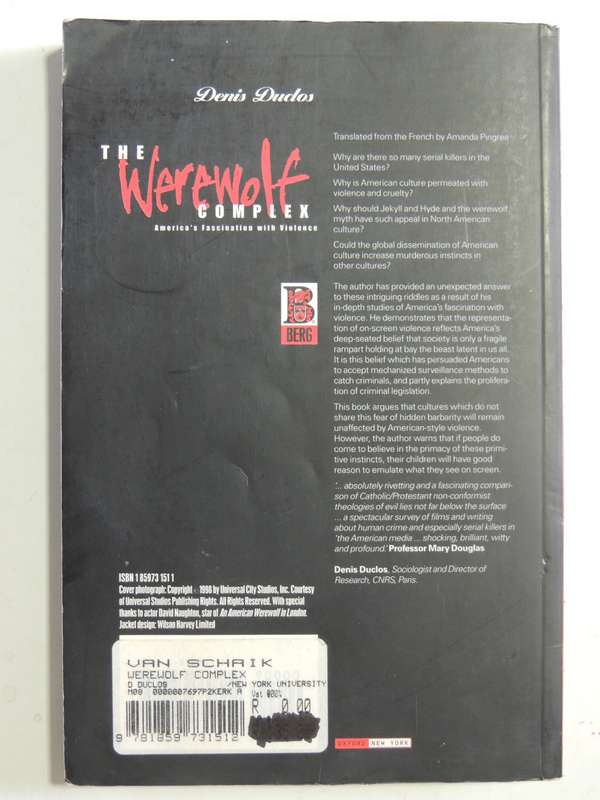 Denis Duclos
THE
Werewolf
COMPLEX
America's Fascination with Violence
B
BERG
Translated from the French by Amanda Pingree
Why are there so many serial killers in the
United States?
Why is American culture permeated with
violence and cruelty?
Why should Jekyll and Hyde and the werewolf
myth have such appeal in North American
culture?
Could the global dissemination of American
culture increase murderous instincts in
other cultures?
The author has provided an unexpected answer
to these intriguing riddles as a result of his
in-depth studies of America's fascination with
violence. He demonstrates that the representa-
tion of on-screen violence reflects America's
deep-seated belief that society is only a fragile
rampart holding at bay the beast latent in us all.
It is this belief which has persuaded Americans
to accept mechanized surveillance methods to
catch criminals, and partly explains the prolifera-
tion of criminal legislation.
This book argues that cultures which do not
share this fear of hidden barbarity will remain
unaffected by American-style violence.
However, the author warns that if people do
come to believe in the primacy of these primi-
tive instincts, their children will have good
reason to emulate what they see on screen.
'... absolutely rivetting and a fascinating compari-
son of Catholic/Protestant non-conformist
theologies of evil lies not far below the surface
... a spectacular survey of films and writing
about human crime and especially serial killers in
'the American media ... shocking, brilliant, witty
and profound.' Professor Mary Douglas
Denis Duclos, Sociologist and Director of
Research, CNRS, Paris.
ISBN 1 85973 151 1
Cover photograph: Copyright 1998 by Universal City Studios, Inc. Courtesy
of Universal Studios Publishing Rights. All Rights Reserved. With special
thanks to actor David Naughton, star of An American Werewolf in London.
Jacket design: Wilson Harvey Limited
VAN SCHAIK
WEREWOLF COMPLEX
D DUCLOS /NEW YORK UNIVERSITY
M08 0000007697P2KERK A
R 0.00
9 781859 731512
OXFORD NEW YORK